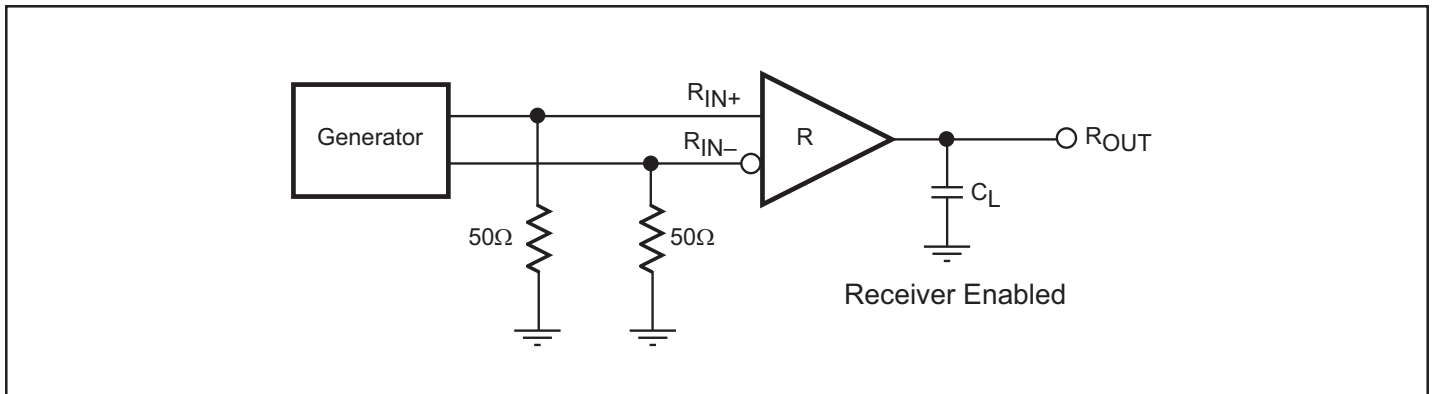 RIN+
Generator
RIN–
R
ROUT
CL
50Ω
50Ω
Receiver Enabled